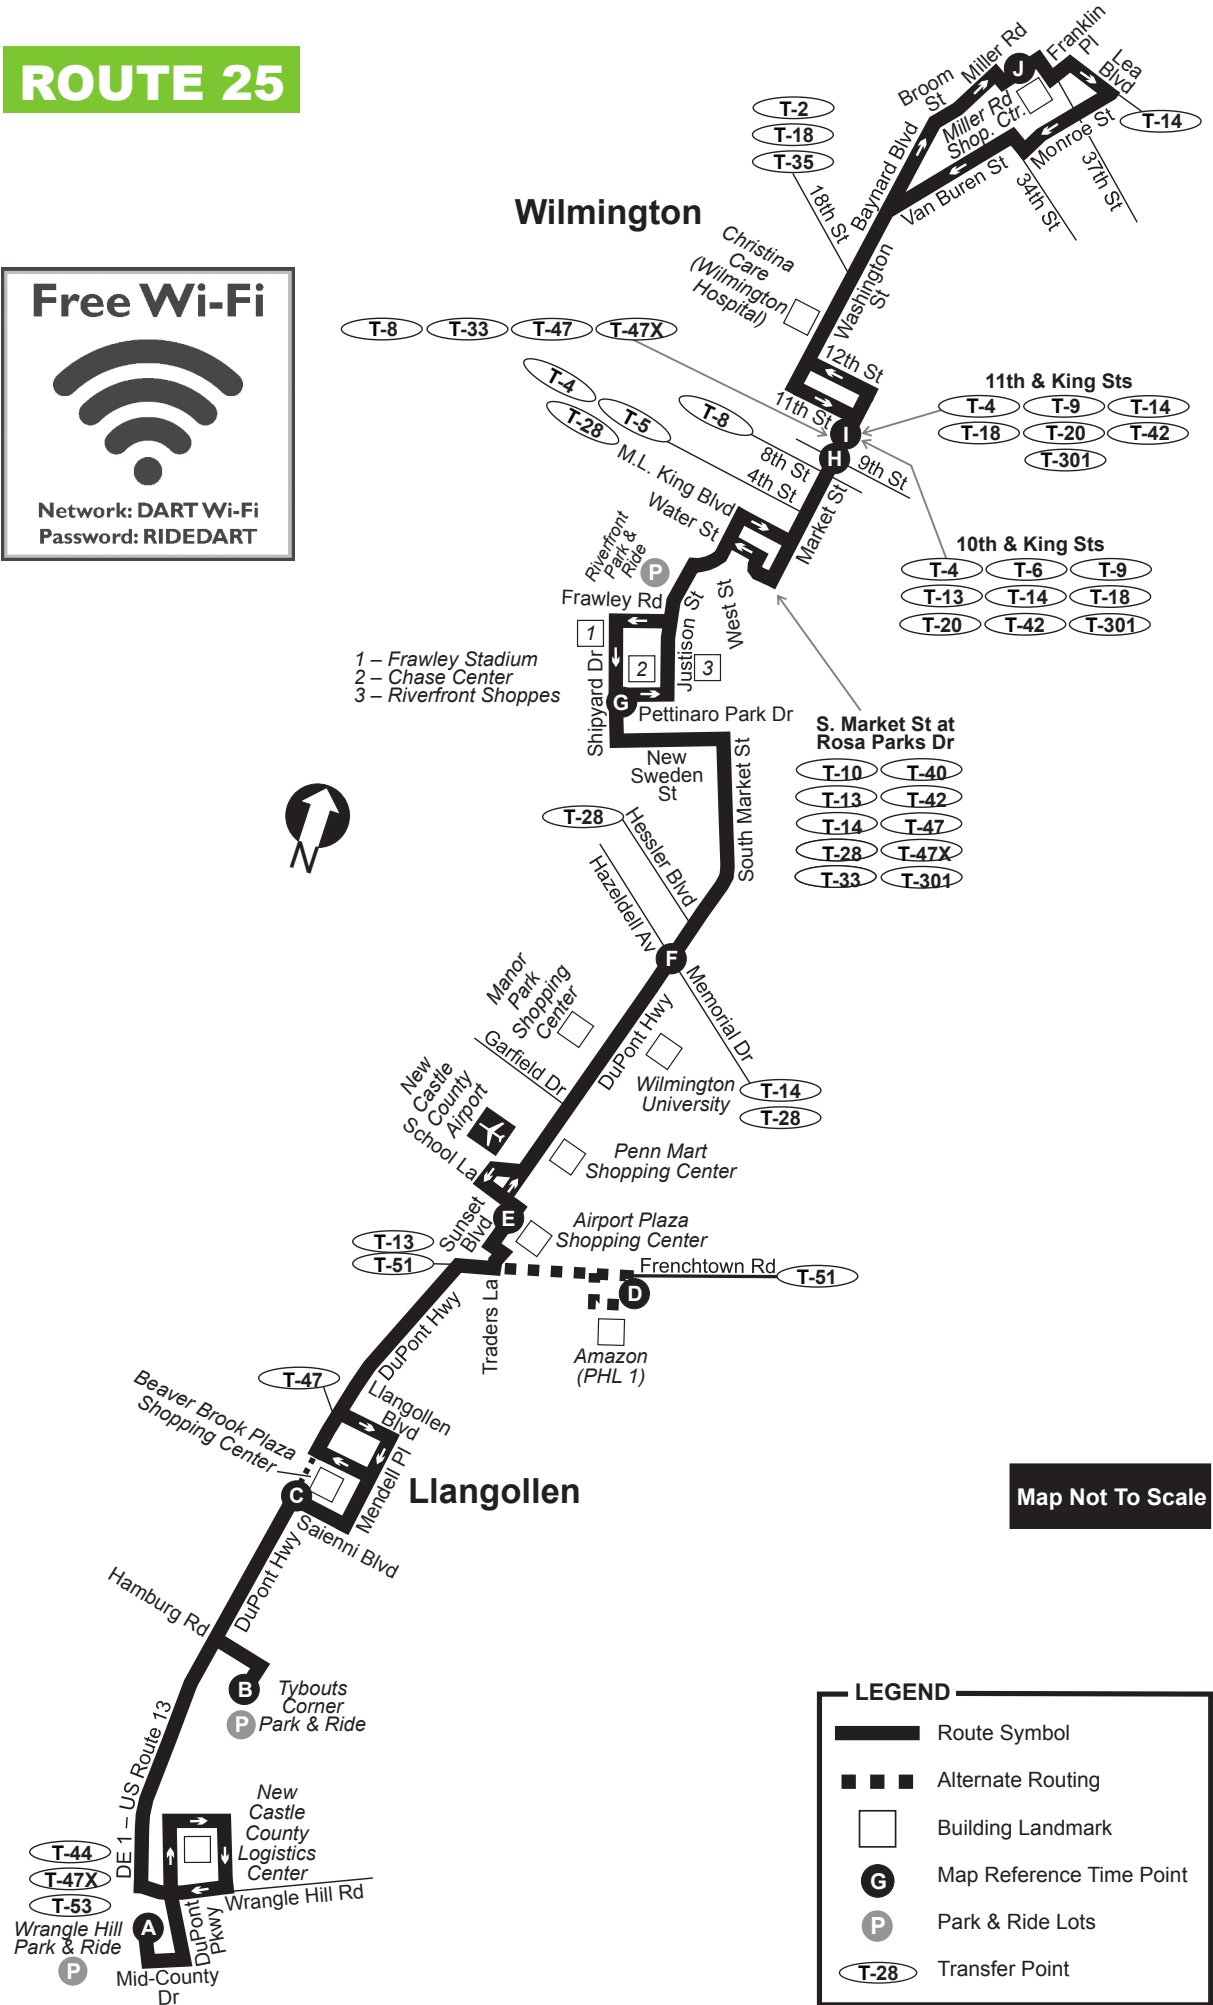 ROUTE 25
Free Wi-Fi
Network: DART Wi-Fi
Password: RIDEDART
Wilmington
Broom
St
Miller Rd
J
Franklin
Pl
Lea
Blvd
T-14
Miller Rd
Shop. Ctr.
Monroe St
37th St
34th St
Van Buren St
Baynard Blvd
T-2
T-18
T-35
18th St
Washington
St
Christina
Care
(Wilmington
Hospital)
12th St
11th St
T-8
T-33
T-47
T-47X
I
H
11th & King Sts
T-4
T-9
T-14
T-18
T-20
T-42
T-301
T-4
T-28
T-5
T-8
8th St
9th St
4th St
M.L. King Blvd
Water St
Market St
10th & King Sts
T-4
T-6
T-9
T-13
T-14
T-18
T-20
T-42
T-301
Riverfront
Park &
Ride
P
Frawley Rd
West St
Justison St
1
2
3
1 – Frawley Stadium
2 – Chase Center
3 – Riverfront Shoppes
Shipyard Dr
G
Pettinaro Park Dr
New
Sweden
St
South Market St
S. Market St at
Rosa Parks Dr
T-10
T-40
T-13
T-42
T-14
T-47
T-28
T-47X
T-33
T-301
N
T-28
Hessler Blvd
Hazeldell Av
F
Memorial Dr
T-14
T-28
Manor
Park
Shopping
Center
DuPont Hwy
Garfield Dr
Wilmington
University
New
Castle
County
Airport
School La
Penn Mart
Shopping Center
Sunset
Blvd
E
Airport Plaza
Shopping Center
T-13
T-51
Frenchtown Rd
T-51
D
Traders La
Amazon
(PHL 1)
DuPont Hwy
T-47
Llangollen
Blvd
Beaver Brook Plaza
Shopping Center
Mendell Pl
Llangollen
C
Saienni Blvd
DuPont Hwy
Map Not To Scale
Hamburg Rd
B
Tybouts
Corner
P
Park & Ride
DE 1 – US Route 13
New
Castle
County
Logistics
Center
T-44
T-47X
T-53
Wrangle Hill Rd
Wrangle Hill
Park & Ride
P
A
DuPont
Pkwy
Mid-County
Dr
LEGEND
Route Symbol
Alternate Routing
Building Landmark
G
Map Reference Time Point
P
Park & Ride Lots
T-28
Transfer Point